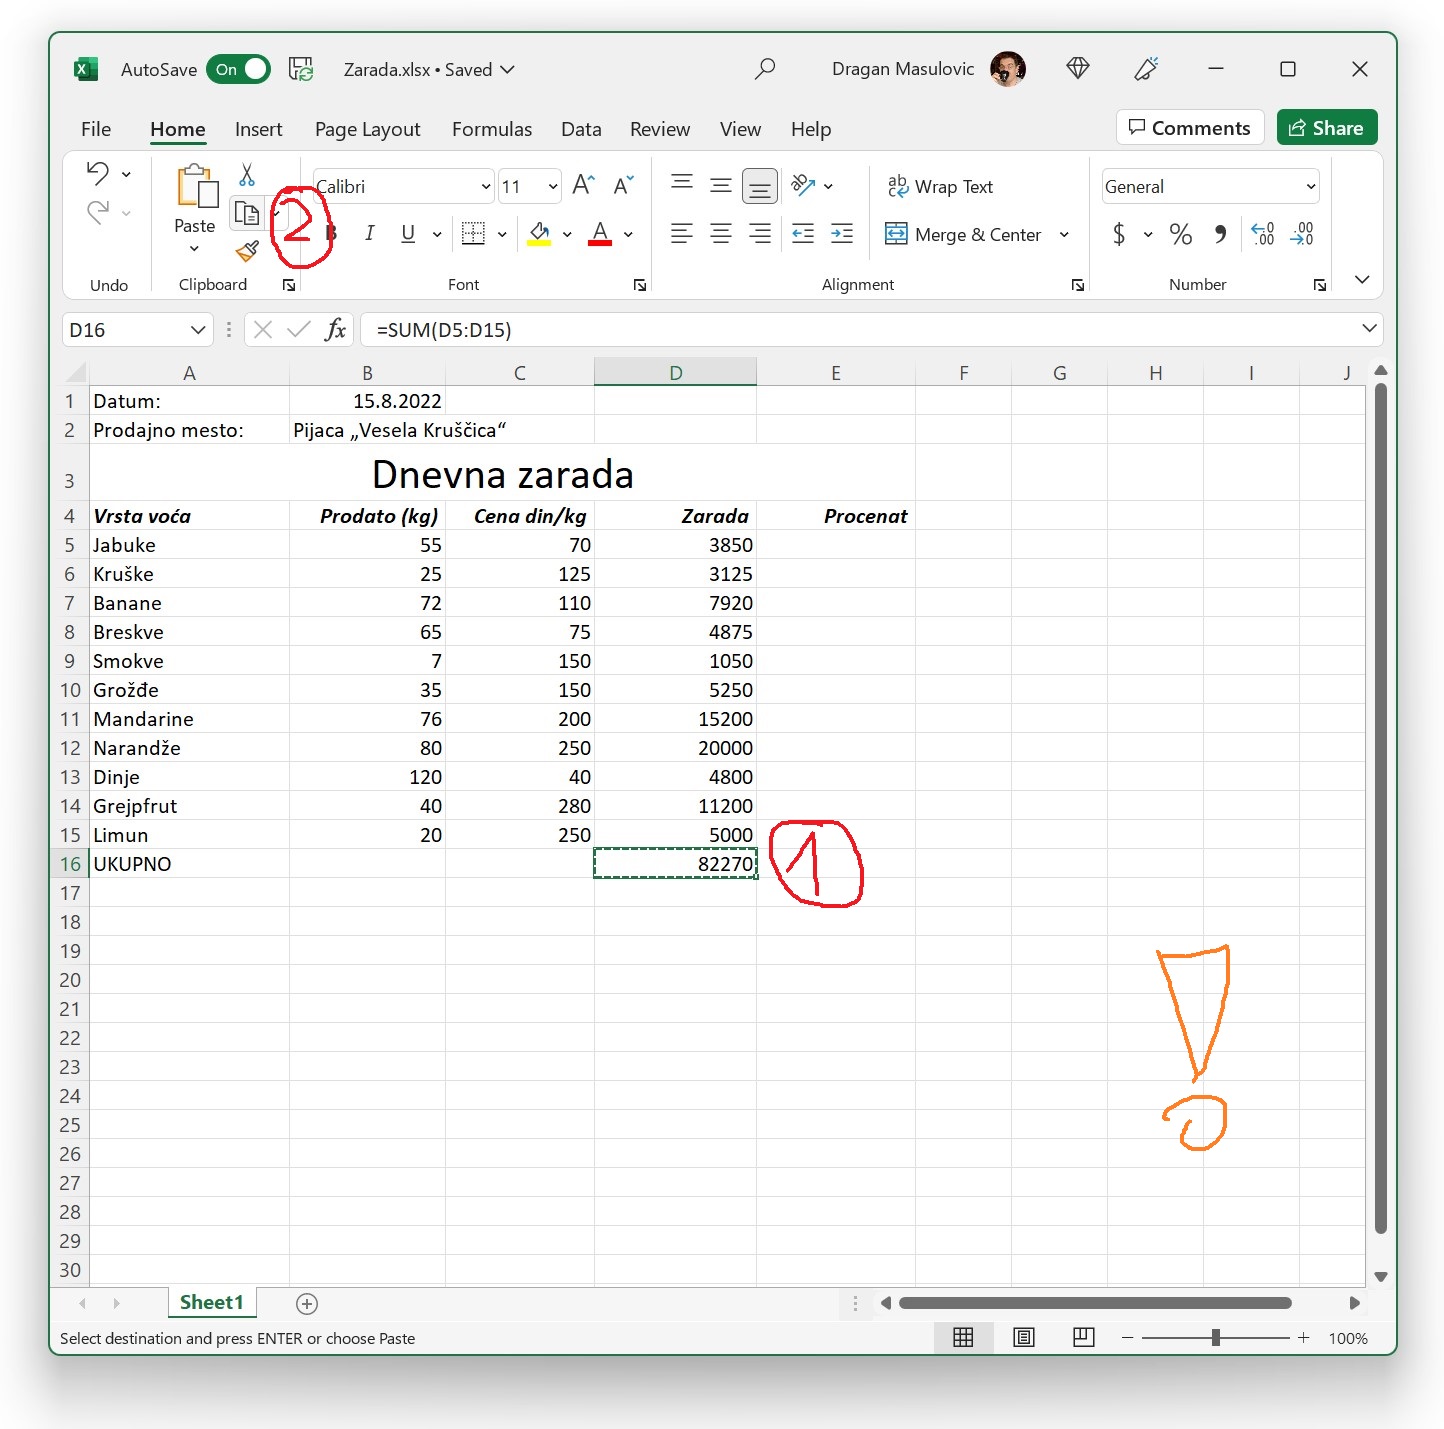 AutoSave On Zarada.xlsx • Saved Dragan Masulovic
File Home Insert Page Layout Formulas Data Review View Help Comments Share
Calibri 11 General
Paste B I U A Wrap Text Merge & Center $ % 9 .00 .00
2
Undo Clipboard Font Alignment Number
D16 fx =SUM(D5:D15)
A B C D E F G H I J
1 Datum: 15.8.2022
2 Prodajno mesto: Pijaca „Vesela Kruščica“
3 Dnevna zarada
4 Vrsta voća Prodato (kg) Cena din/kg Zarada Procenat
5 Jabuke 55 70 3850
6 Kruške 25 125 3125
7 Banane 72 110 7920
8 Breskve 65 75 4875
9 Smokve 7 150 1050
10 Grožđe 35 150 5250
11 Mandarine 76 200 15200
12 Narandže 80 250 20000
13 Dinje 120 40 4800
14 Grejpfrut 40 280 11200
15 Limun 20 250 5000
16 UKUPNO 82270
1
17
18
19
20
21
22
23
24
25
26
27
28
29
30
!
Sheet1
Select destination and press ENTER or choose Paste 100%